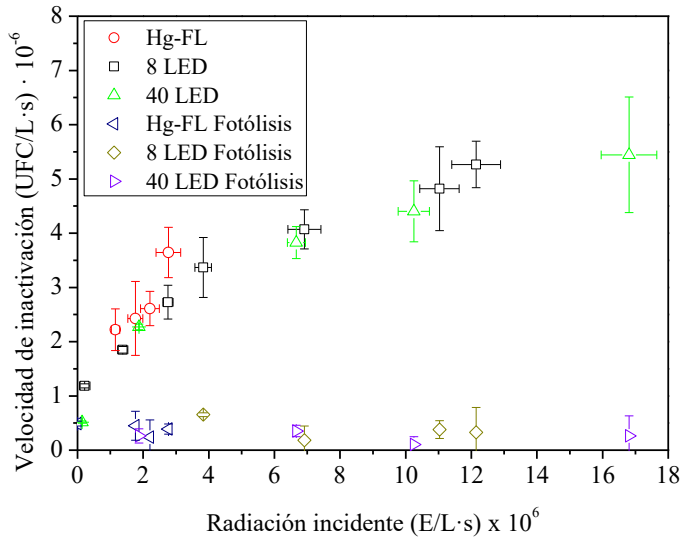 Velocidad de inactivación (UFC/L·s) · 10⁻⁶
8
7
6
5
4
3
2
1
0
Hg-FL
8 LED
40 LED
Hg-FL Fotólisis
8 LED Fotólisis
40 LED Fotólisis
0 2 4 6 8 10 12 14 16 18
Radiación incidente (E/L·s) x 10⁶